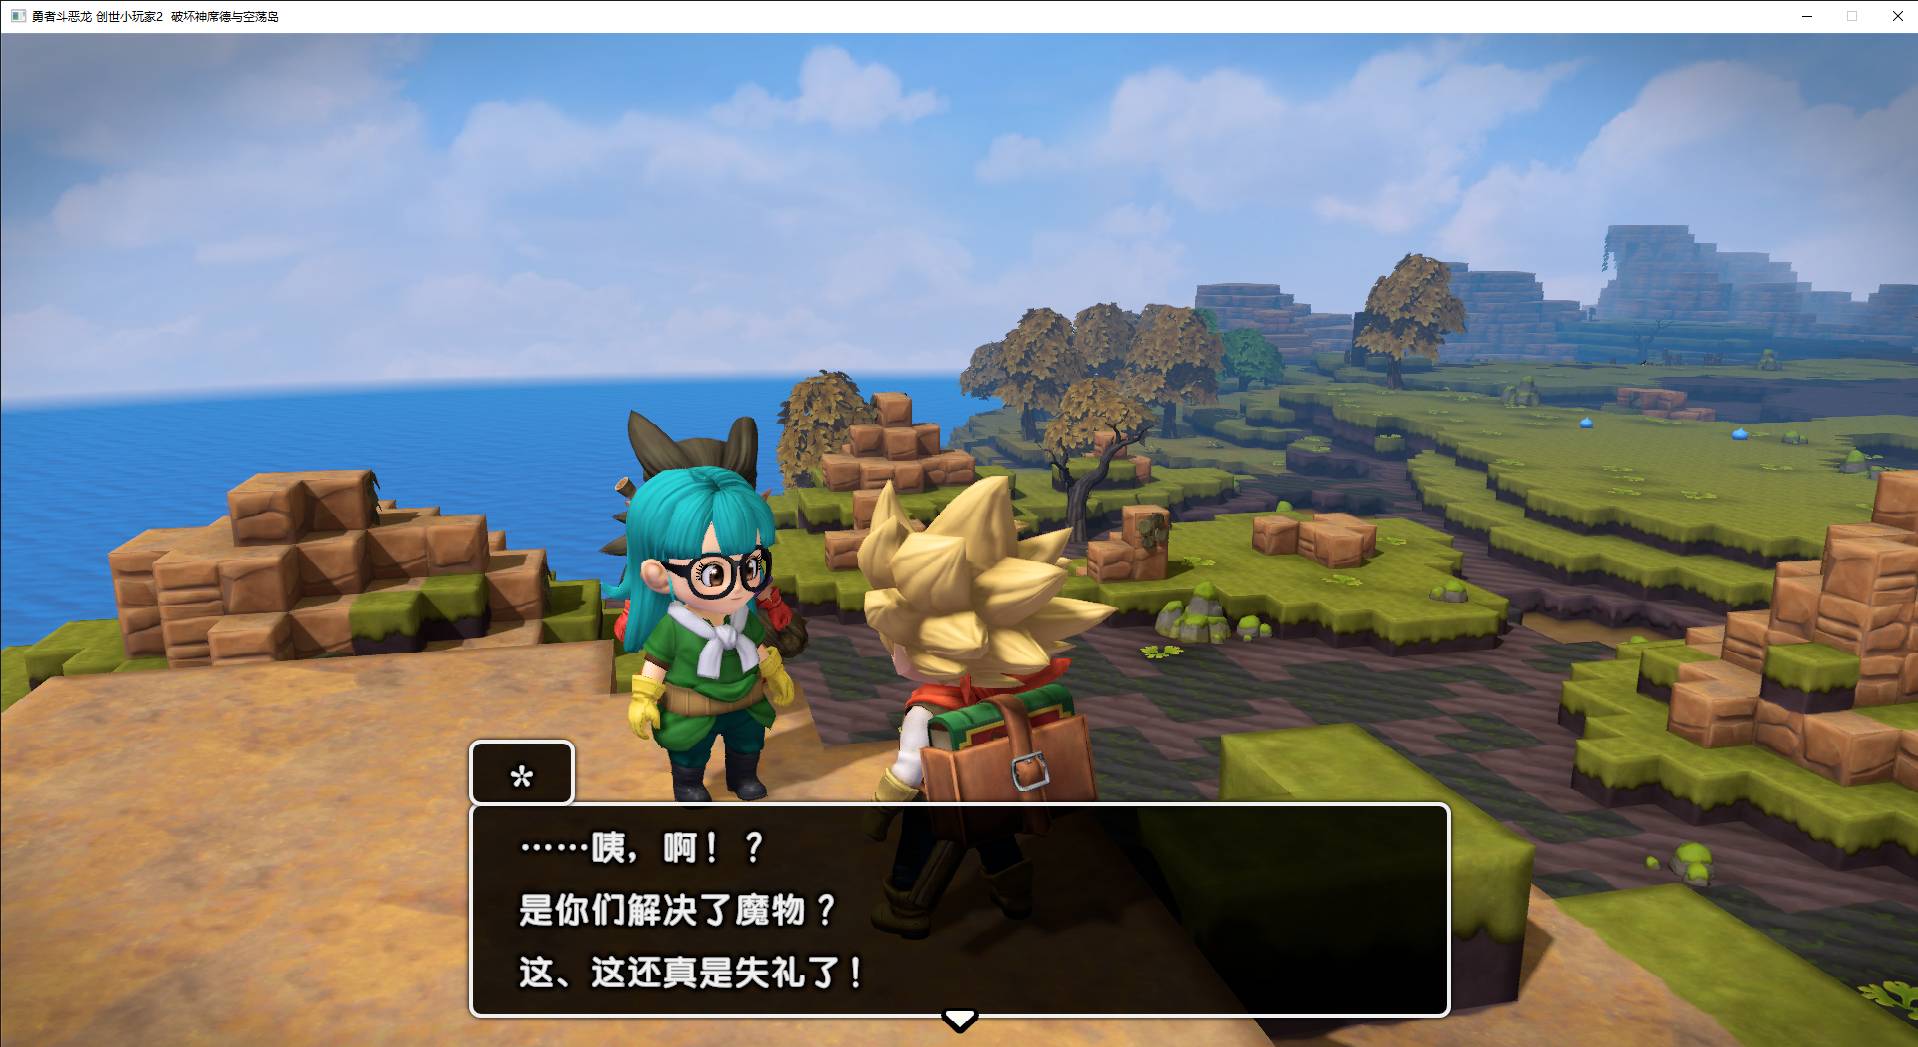 勇者斗恶龙 创世小玩家2  破坏神席德与空荡岛
*
……咦，啊！？
是你们解决了魔物？
这、这还真是失礼了！